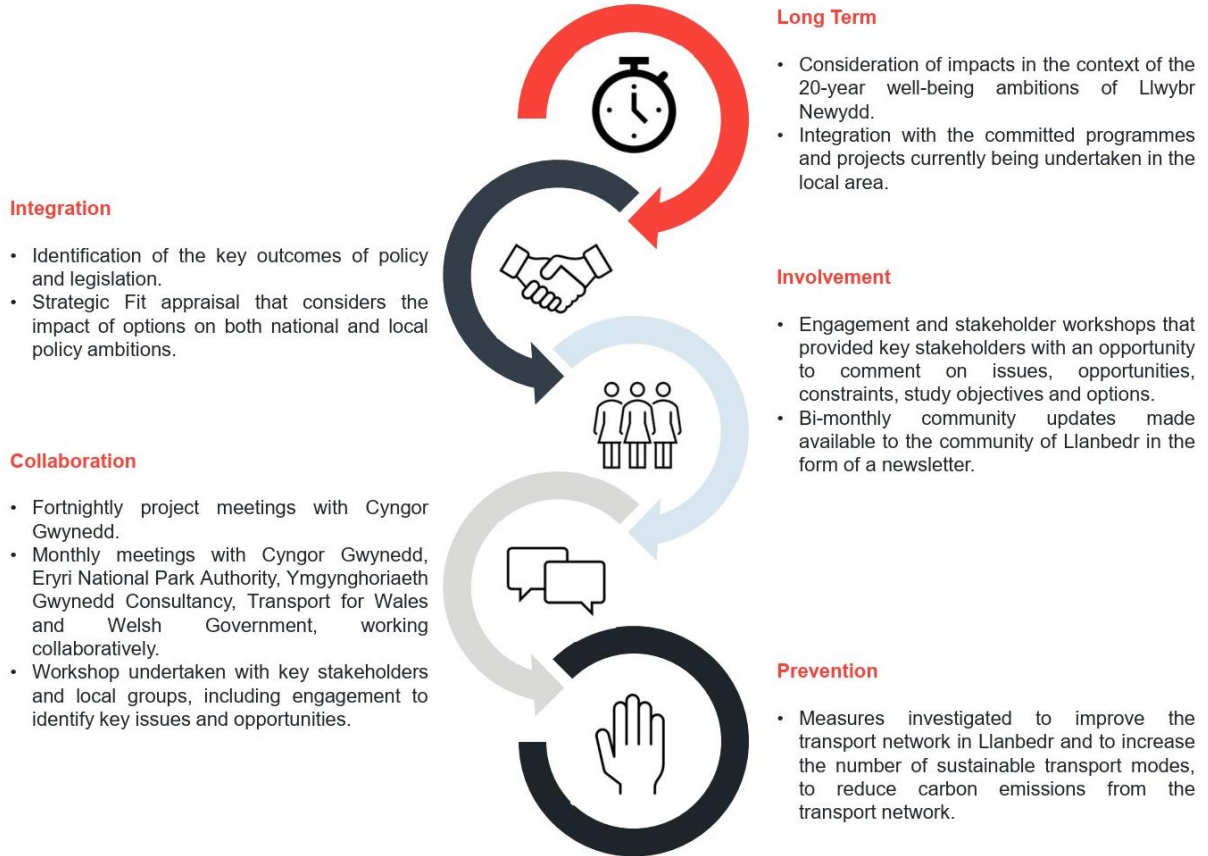 Long Term
• Consideration of impacts in the context of the
20-year well-being ambitions of Llwybr
Newydd.
• Integration with the committed programmes
and projects currently being undertaken in the
local area.
Integration
• Identification of the key outcomes of policy
and legislation.
• Strategic Fit appraisal that considers the
impact of options on both national and local
policy ambitions.
Involvement
• Engagement and stakeholder workshops that
provided key stakeholders with an opportunity
to comment on issues, opportunities,
constraints, study objectives and options.
• Bi-monthly community updates made
available to the community of Llanbedr in the
form of a newsletter.
Collaboration
• Fortnightly project meetings with Cyngor
Gwynedd.
• Monthly meetings with Cyngor Gwynedd,
Eryri National Park Authority, Ymgynghoriaeth
Gwynedd Consultancy, Transport for Wales
and Welsh Government, working
collaboratively.
• Workshop undertaken with key stakeholders
and local groups, including engagement to
identify key issues and opportunities.
Prevention
• Measures investigated to improve the
transport network in Llanbedr and to increase
the number of sustainable transport modes,
to reduce carbon emissions from the
transport network.